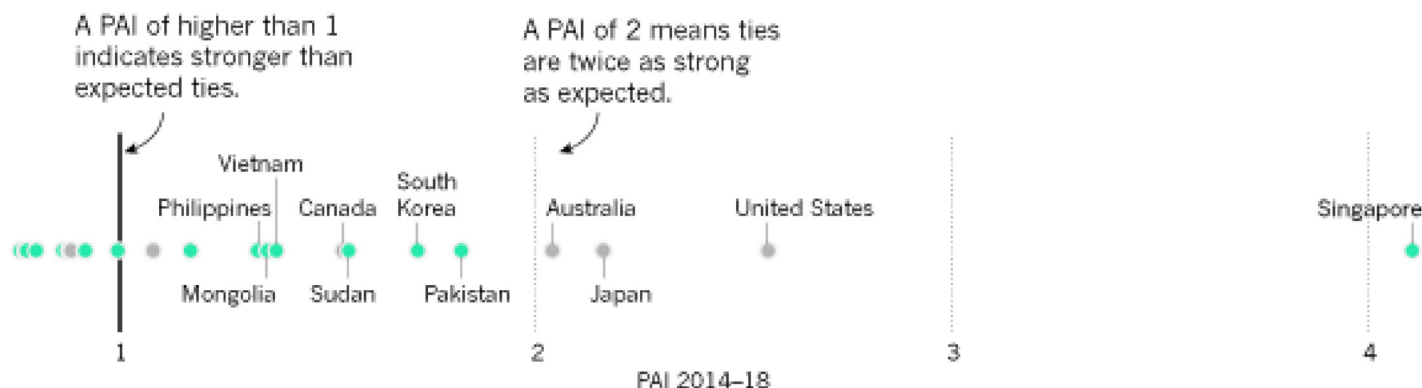 A PAI of higher than 1
indicates stronger than
expected ties.
A PAI of 2 means ties
are twice as strong
as expected.
Vietnam
South
Korea
Philippines
Canada
Australia
United States
Singapore
Mongolia
Sudan
Pakistan
Japan
1
2
3
4
PAI 2014–18